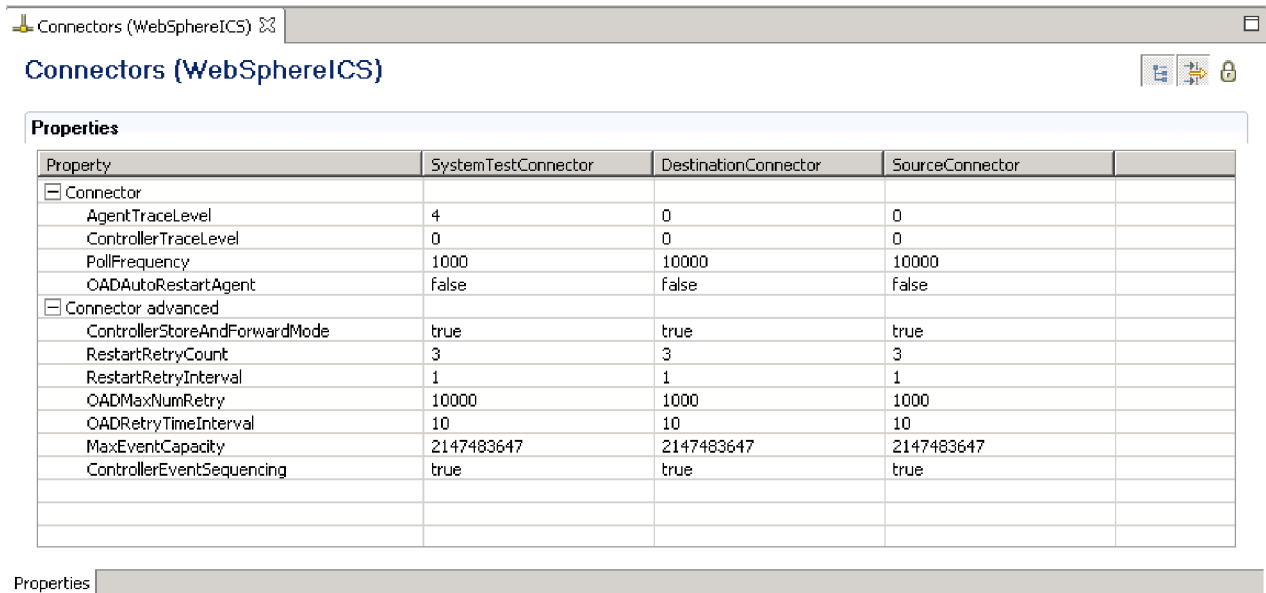 Connectors (WebSphereICS)
Connectors (WebSphereICS)
Properties
Property SystemTestConnector DestinationConnector SourceConnector
Connector
AgentTraceLevel 4 0 0
ControllerTraceLevel 0 0 0
PollFrequency 1000 10000 10000
OADAutoRestartAgent false false false
Connector advanced
ControllerStoreAndForwardMode true true true
RestartRetryCount 3 3 3
RestartRetryInterval 1 1 1
OADMaxNumRetry 10000 1000 1000
OADRetryTimeInterval 10 10 10
MaxEventCapacity 2147483647 2147483647 2147483647
ControllerEventSequencing true true true
Properties